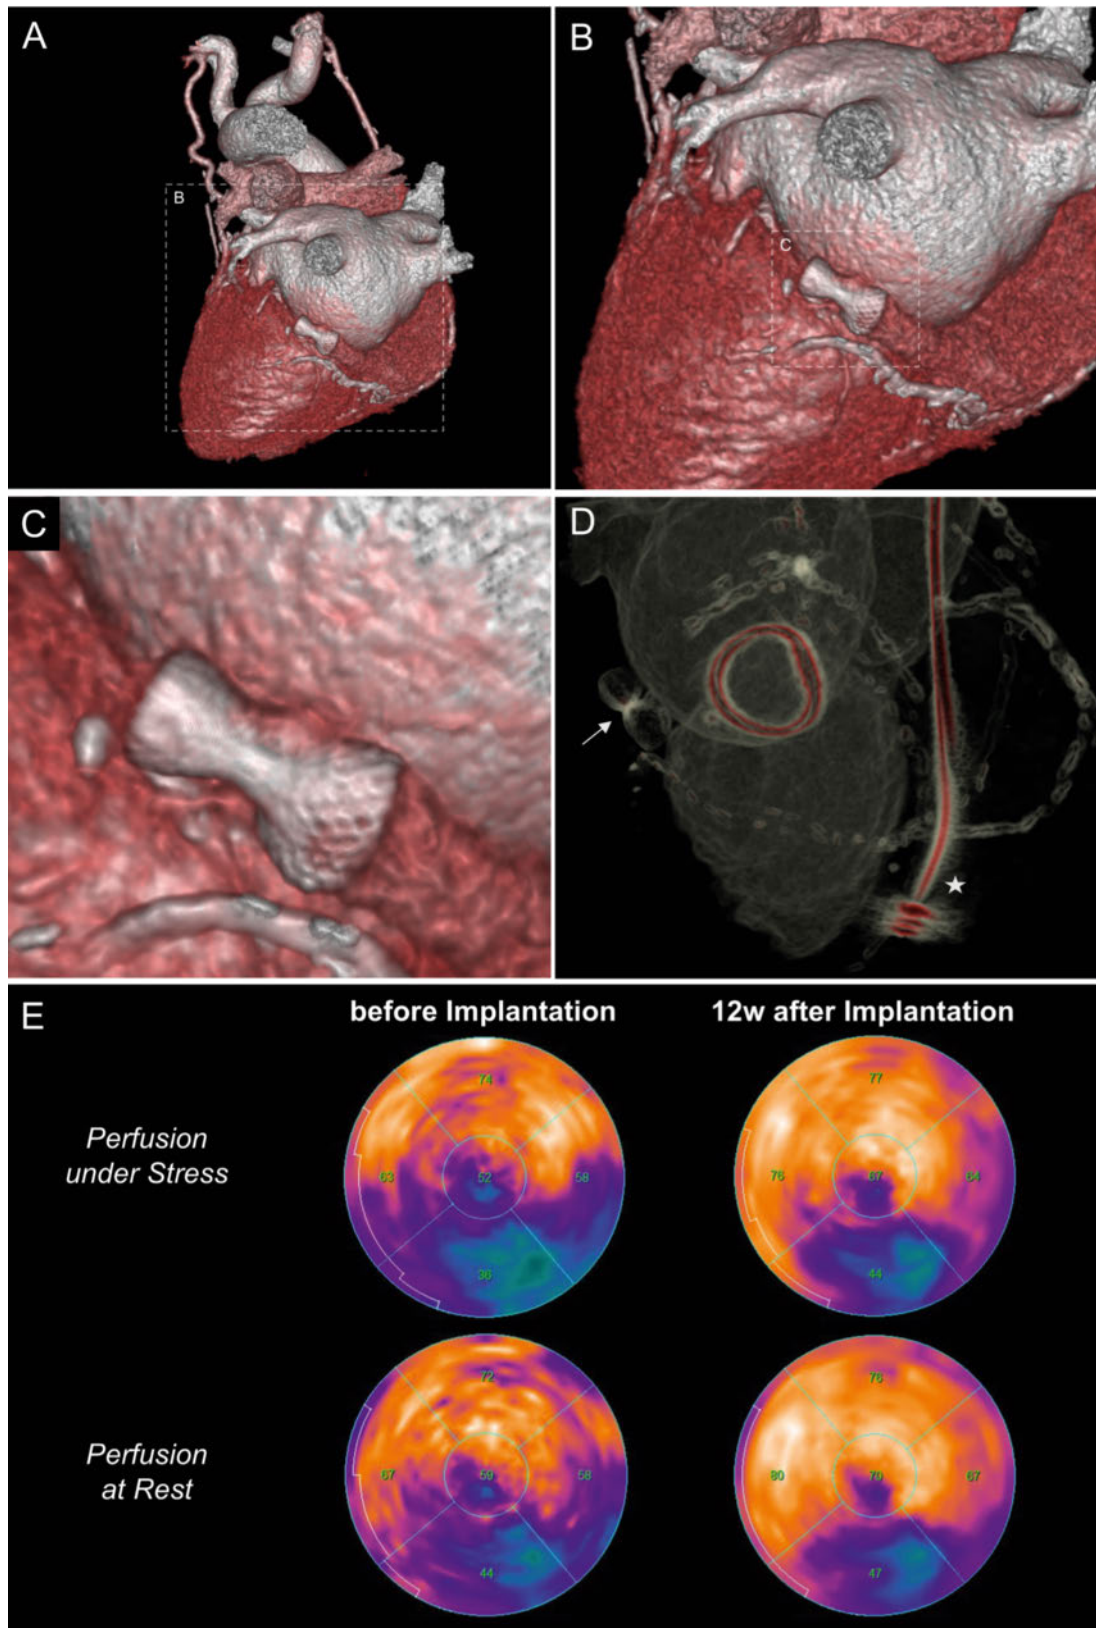 A
B
B
C
C
D
E
before Implantation
12w after Implantation
Perfusion
under Stress
74
63
52
58
36
77
76
67
64
44
Perfusion
at Rest
72
67
59
58
44
76
80
70
67
47